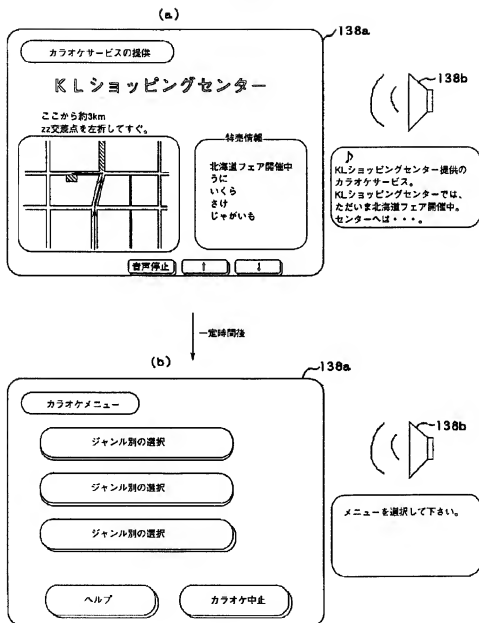 (a)
138a
カラオケサービスの提供
KLショッピングセンター
ここから約3km
zz交差点を左折してすぐ。
特売情報
北海道フェア開催中
うに
いくら
さけ
じゃがいも
音声停止
↑
↓
138b
♪
KLショッピングセンター提供の
カラオケサービス。
KLショッピングセンターでは、
ただいま北海道フェア開催中。
センターへは・・・。
一定時間後
(b)
138a
カラオケメニュー
ジャンル別の選択
ジャンル別の選択
ジャンル別の選択
ヘルプ
カラオケ中止
138b
メニューを選択して下さい。